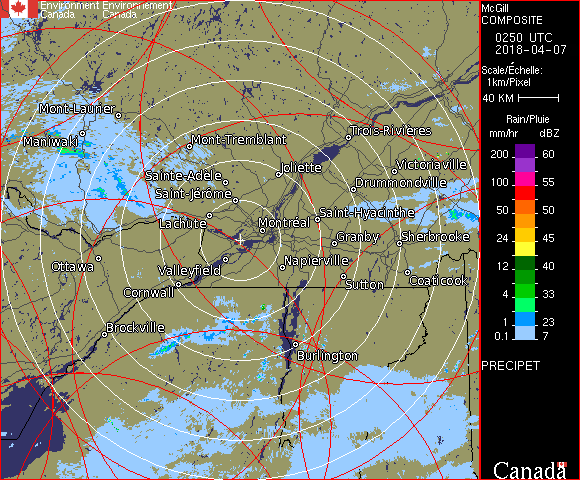 Environment Environnement
Canada Canada
McGill
COMPOSITE
0250 UTC
2018-04-07
Scale/Échelle:
1km/Pixel
40 KM
Rain/Pluie
mm/hr dBZ
200 60
150 60
100 55
50 50
24 45
12 40
4 33
1 23
0.1 7
PRECIPET
Canada
Mont-Laurier
Maniwaki
Mont-Tremblant
Trois-Rivières
Sainte-Adèle
Joliette
Victoriaville
Saint-Jérôme
Drummondville
Lachute
Montréal
Saint-Hyacinthe
Granby
Sherbrooke
Ottawa
Valleyfield
Napierville
Cornwall
Sutton
Coaticook
Brockville
Burlington